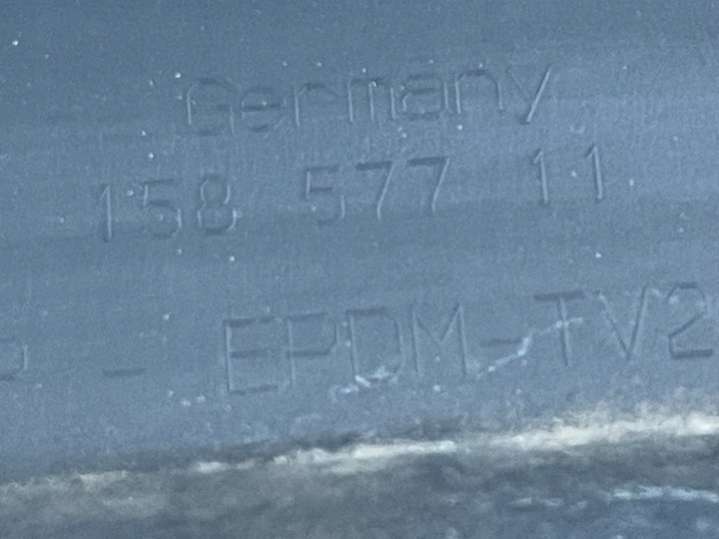 Germany
158 577 11
P - EPDM-TV2